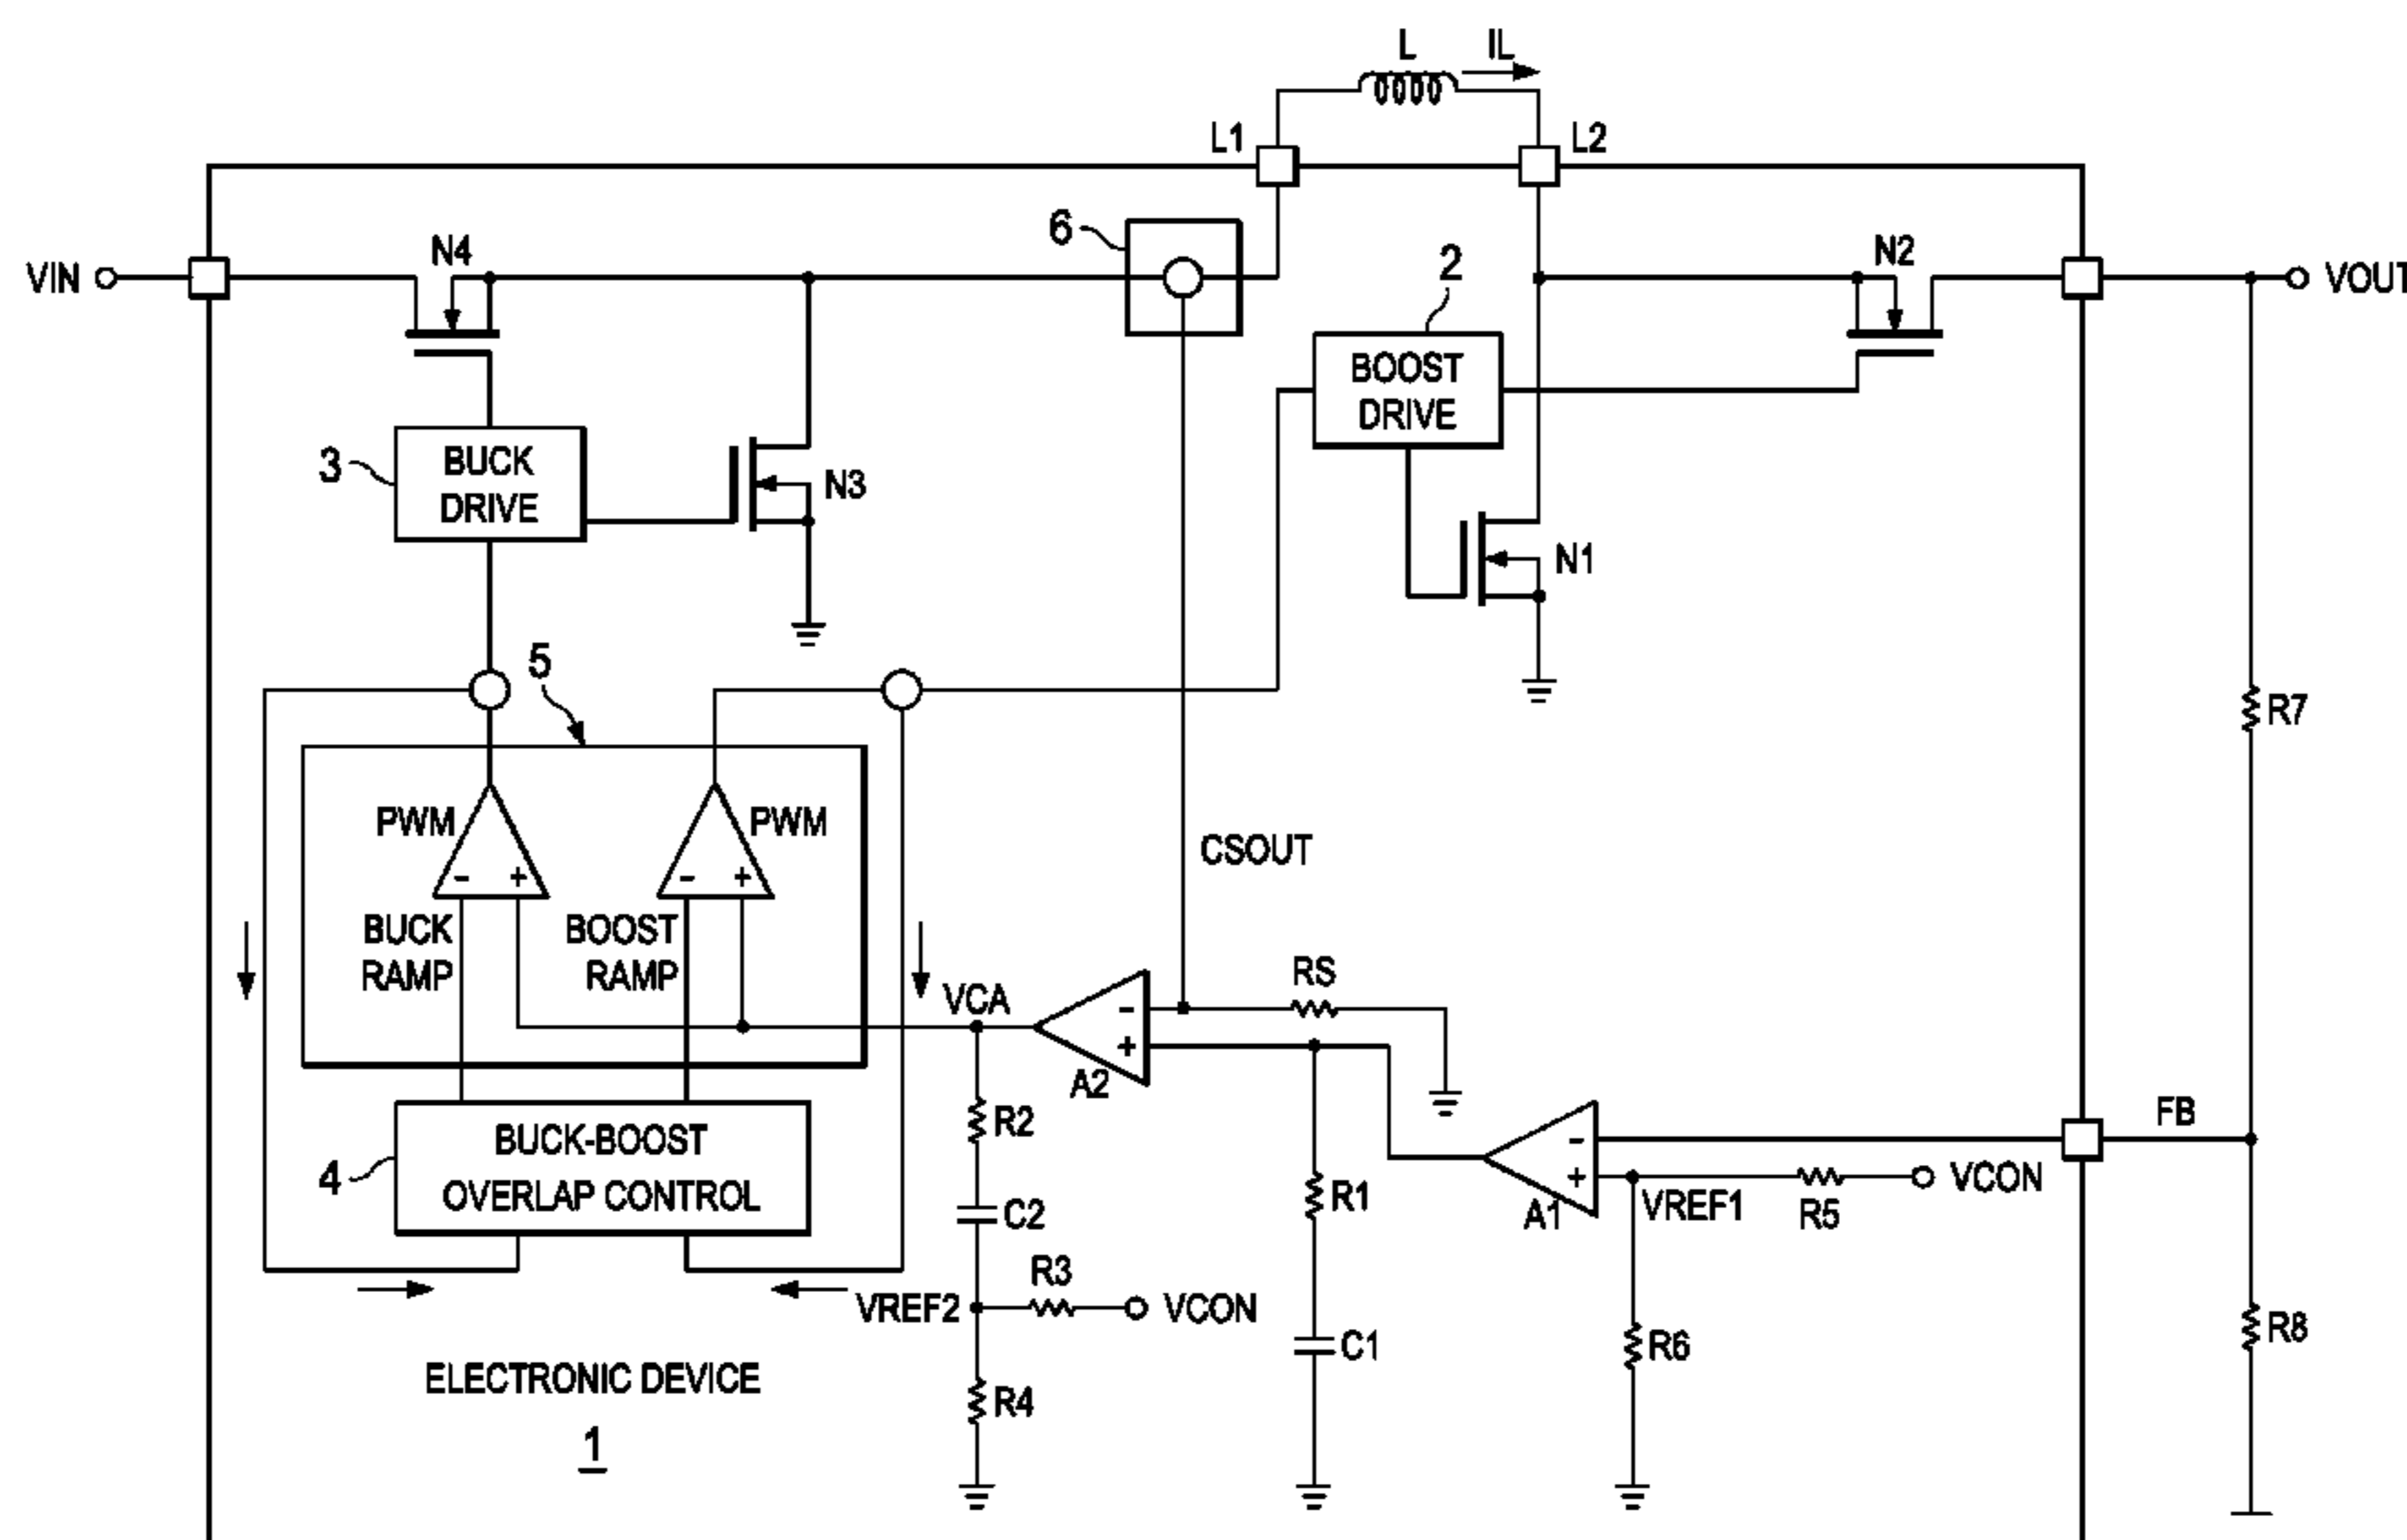 L
IL
L1
L2
6
N4
2
N2
VIN
VOUT
BOOST
DRIVE
3
BUCK
DRIVE
N3
N1
5
R7
PWM
PWM
CSOUT
- +
- +
BUCK
RAMP
BOOST
RAMP
VCA
RS
-
+
A2
R2
FB
4
BUCK-BOOST
OVERLAP CONTROL
-
+
A1
VREF1
R5
VCON
R1
C2
R3
VREF2
VCON
C1
R6
R8
R4
ELECTRONIC DEVICE
1